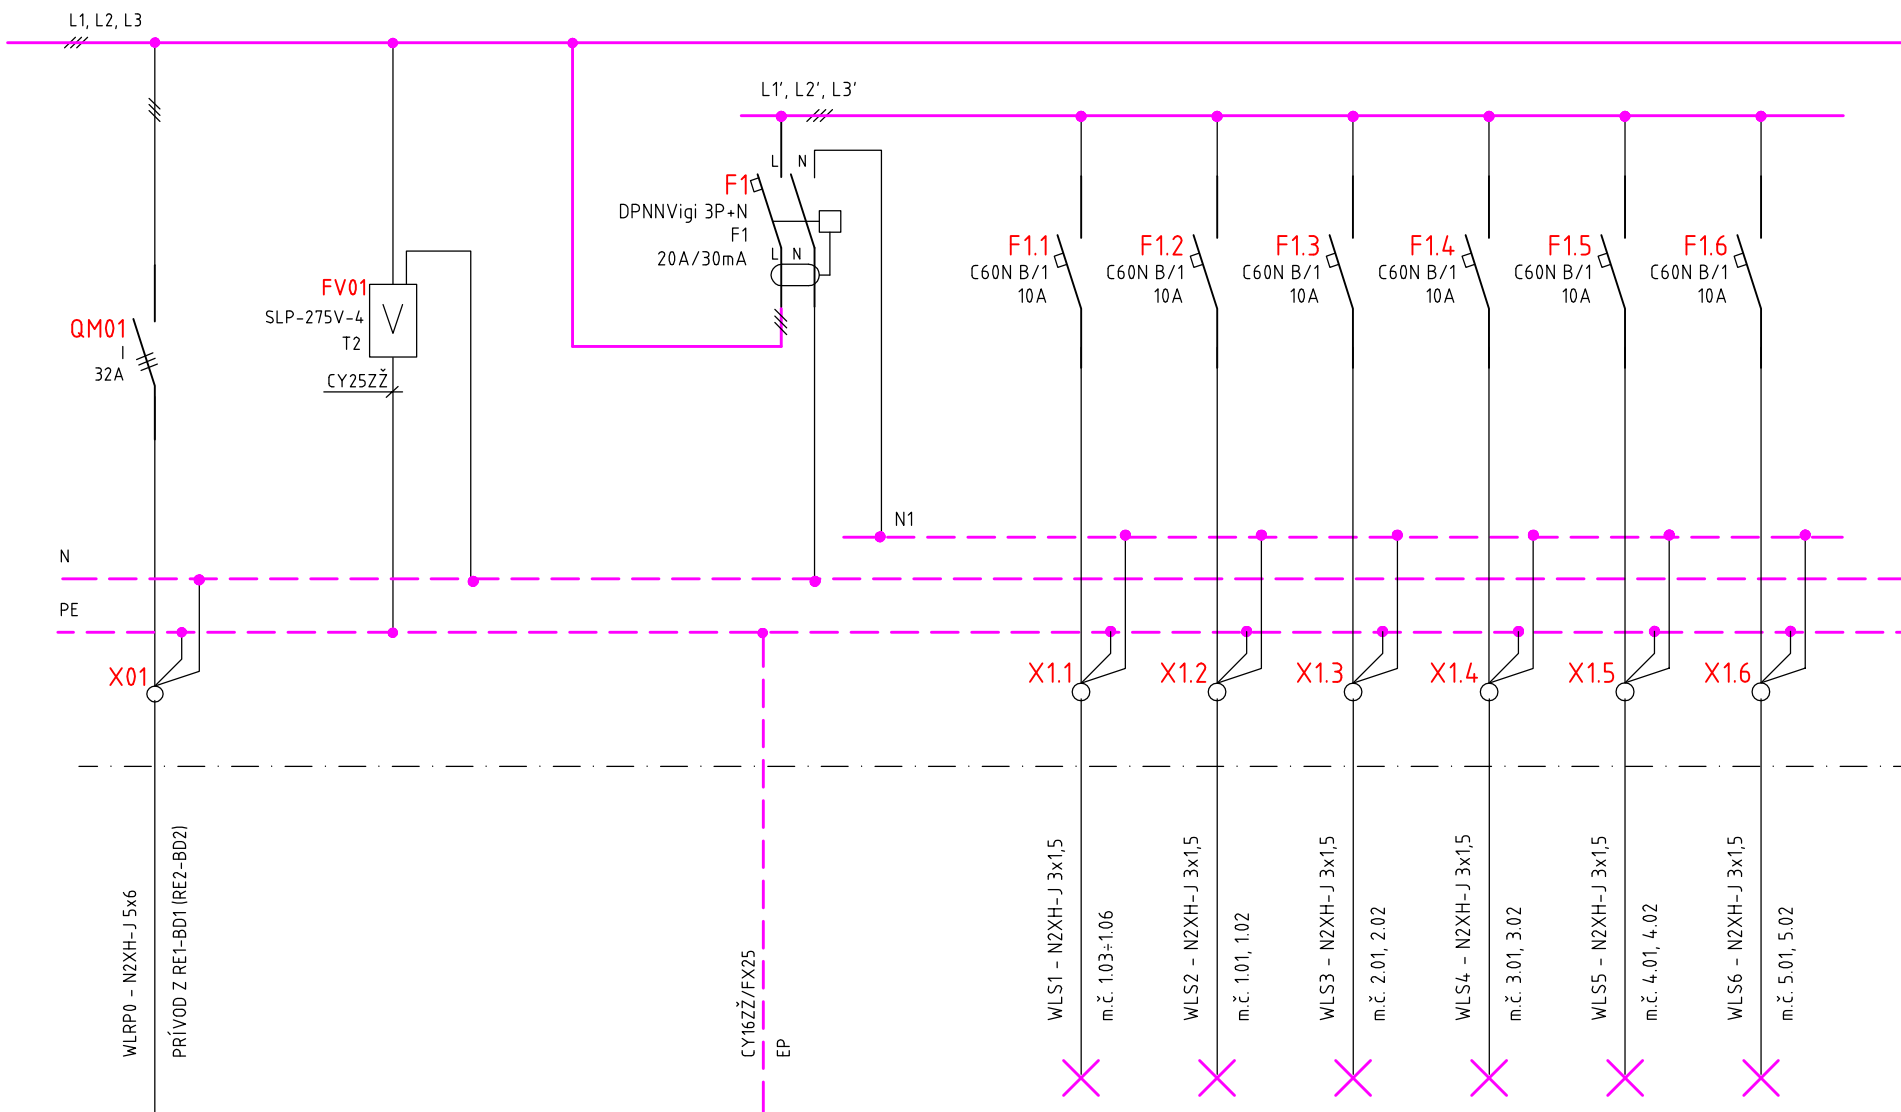 L1, L2, L3
L1', L2', L3'
L N
F1
DPNNVigi 3P+N
F1
20A/30mA
L N
QM01
I
32A
FV01
SLP-275V-4
T2
CY25ZŽ
F1.1
C60N B/1
10A
F1.2
C60N B/1
10A
F1.3
C60N B/1
10A
F1.4
C60N B/1
10A
F1.5
C60N B/1
10A
F1.6
C60N B/1
10A
N1
N
PE
X01
X1.1
X1.2
X1.3
X1.4
X1.5
X1.6
WLRP0 - N2XH-J 5x6
PRÍVOD Z RE1-BD1 (RE2-BD2)
CY16ZŽ/FX25
EP
WLS1 - N2XH-J 3x1,5
m.č. 1.03÷1.06
WLS2 - N2XH-J 3x1,5
m.č. 1.01, 1.02
WLS3 - N2XH-J 3x1,5
m.č. 2.01, 2.02
WLS4 - N2XH-J 3x1,5
m.č. 3.01, 3.02
WLS5 - N2XH-J 3x1,5
m.č. 4.01, 4.02
WLS6 - N2XH-J 3x1,5
m.č. 5.01, 5.02